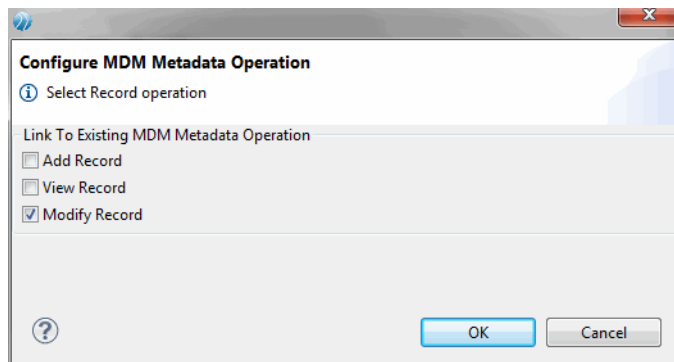 Configure MDM Metadata Operation
Select Record operation
Link To Existing MDM Metadata Operation
Add Record
View Record
Modify Record
OK
Cancel